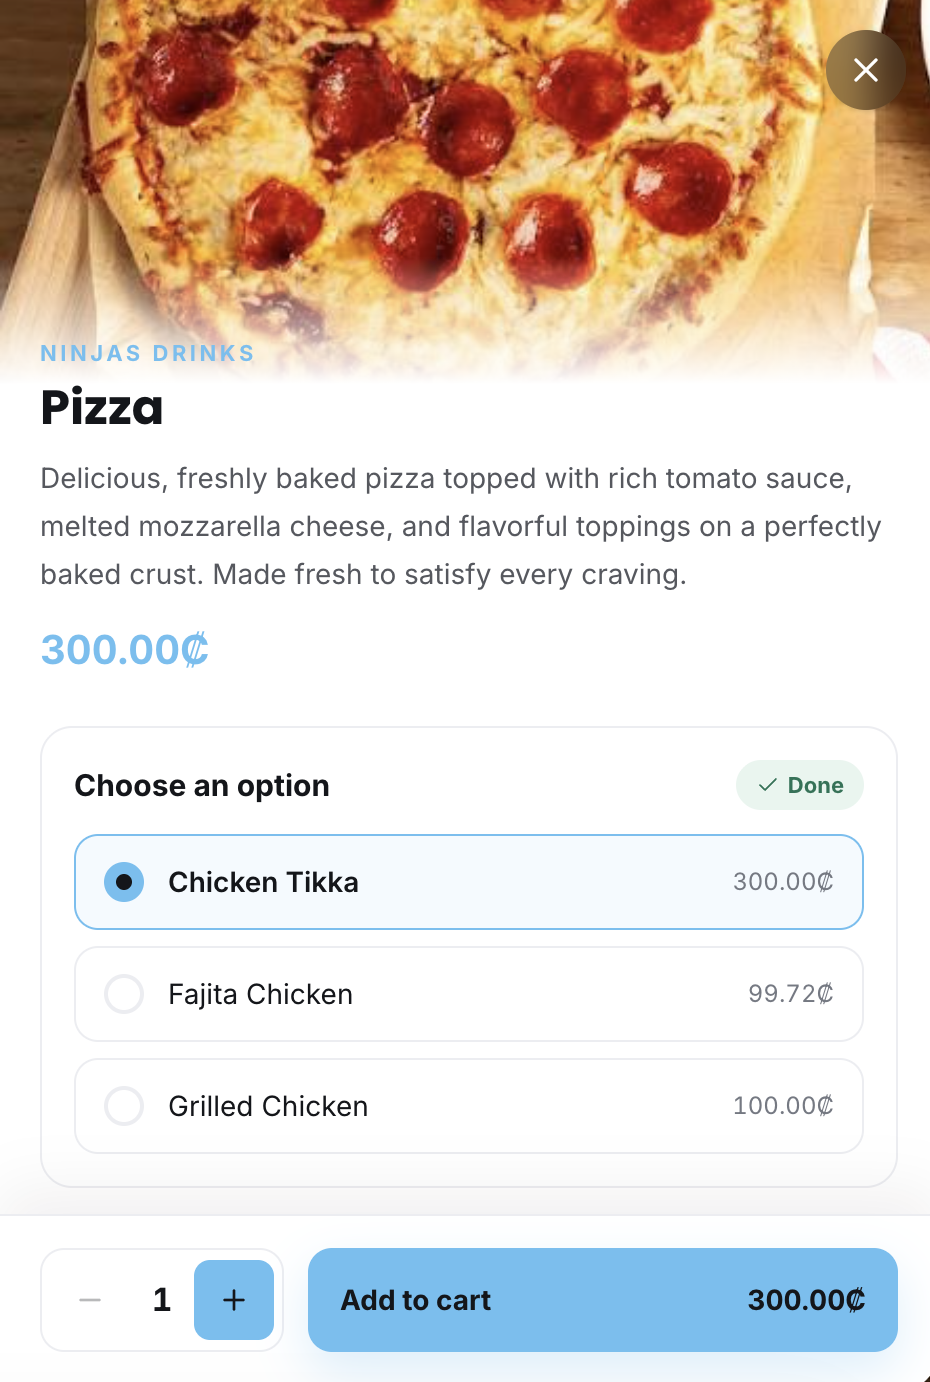 NINJAS DRINKS
Pizza
Delicious, freshly baked pizza topped with rich tomato sauce,
melted mozzarella cheese, and flavorful toppings on a perfectly
baked crust. Made fresh to satisfy every craving.
300.00₡
Choose an option
Done
Chicken Tikka 300.00₡
Fajita Chicken 99.72₡
Grilled Chicken 100.00₡
1
Add to cart 300.00₡